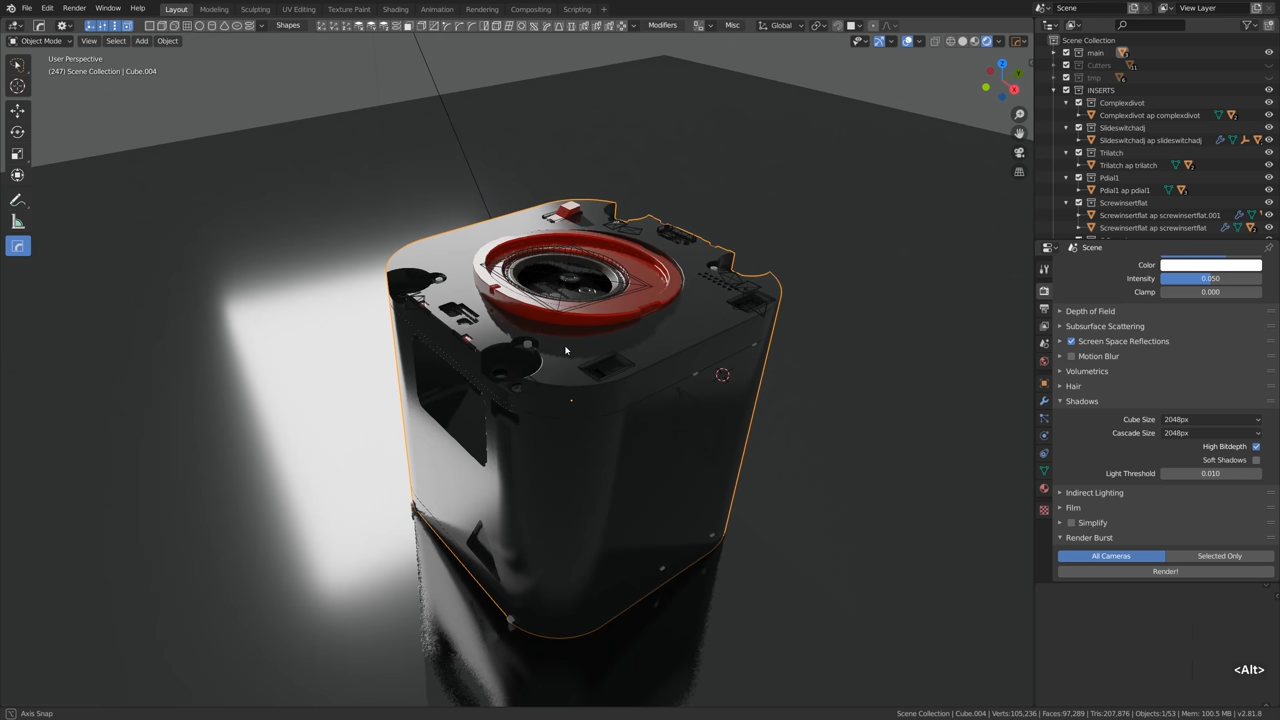 File Edit Render Window Help Layout Modeling Sculpting UV Editing Texture Paint Shading Animation Rendering Compositing Scripting Scene View Layer
Shapes Modifiers Misc Global
Object Mode View Select Add Object
User Perspective
(247) Scene Collection | Cube.004
Z
Y
X
Scene Collection
main
Cutters
tmp
INSERTS
Complexdivot
Complexdivot ap complexdivot
Slideswitchadj
Slideswitchadj ap slideswitchadj
Trilatch
Trilatch ap trilatch
Pdial1
Pdial1 ap pdial1
Screwinsertflat
Screwinsertflat ap screwinsertflat.001
Screwinsertflat ap screwinsertflat
Scene
Color
Intensity 0.050
Clamp 0.000
Depth of Field
Subsurface Scattering
Screen Space Reflections
Motion Blur
Volumetrics
Hair
Shadows
Cube Size 2048px
Cascade Size 2048px
High Bitdepth
Soft Shadows
Light Threshold 0.010
Indirect Lighting
Film
Simplify
Render Burst
All Cameras Selected Only
Render!
<Alt>
Axis Snap
Scene Collection | Cube.004 | Verts:105,236 | Faces:97,289 | Tris:207,876 | Objects:1/53 | Mem: 100.5 MB | v2.81.8